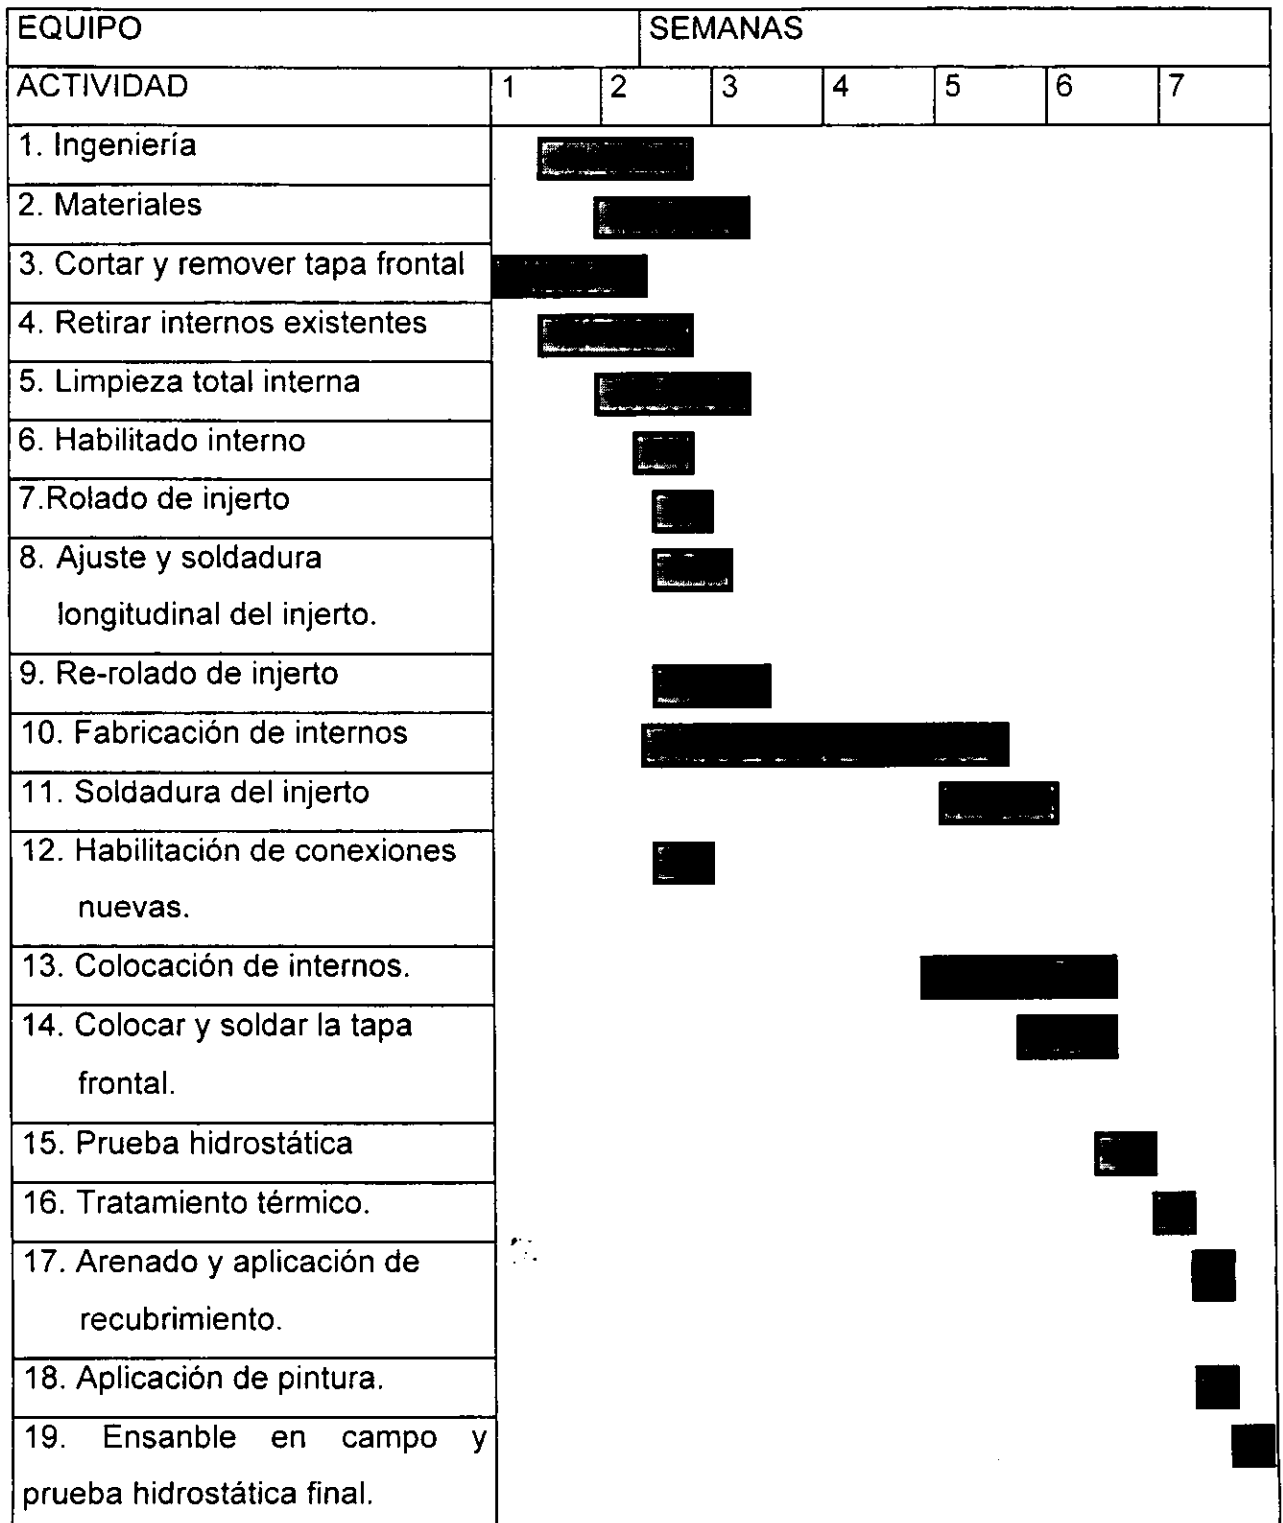 EQUIPO
SEMANAS
ACTIVIDAD
1
2
3
4
5
6
7
1. Ingeniería
2. Materiales
3. Cortar y remover tapa frontal
4. Retirar internos existentes
5. Limpieza total interna
6. Habilitado interno
7.Rolado de injerto
8. Ajuste y soldadura
longitudinal del injerto.
9. Re-rolado de injerto
10. Fabricación de internos
11. Soldadura del injerto
12. Habilitación de conexiones
nuevas.
13. Colocación de internos.
14. Colocar y soldar la tapa
frontal.
15. Prueba hidrostática
16. Tratamiento térmico.
17. Arenado y aplicación de
recubrimiento.
18. Aplicación de pintura.
19. Ensanble en campo y
prueba hidrostática final.